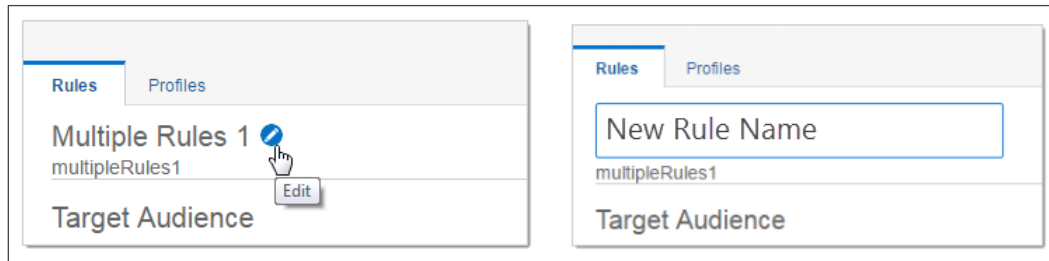 Rules Profiles
Multiple Rules 1
multipleRules1
Edit
Target Audience
Rules Profiles
New Rule Name
multipleRules1
Target Audience